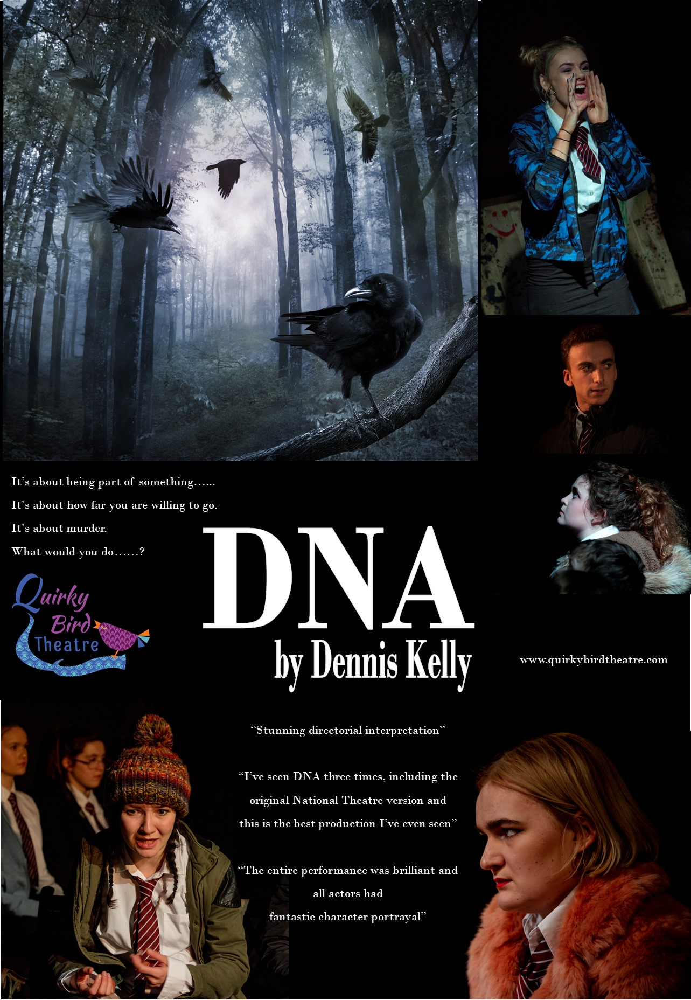 It's about being part of something......
It's about how far you are willing to go.
It's about murder.
What would you do......?
DNA
by Dennis Kelly
Quirky
Bird
Theatre
www.quirkybirdtheatre.com
“Stunning directorial interpretation”
“I've seen DNA three times, including the
original National Theatre version and
this is the best production I've even seen”
“The entire performance was brilliant and
all actors had
fantastic character portrayal”